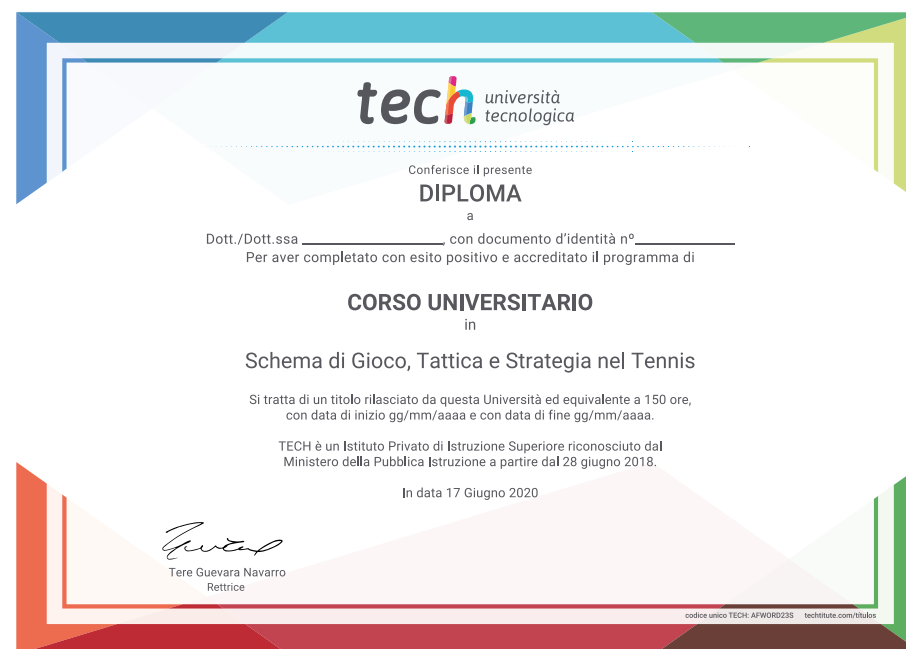 tech università
tecnologica
Conferisce il presente
DIPLOMA
a
Dott./Dott.ssa ____________________, con documento d'identità nº______________
Per aver completato con esito positivo e accreditato il programma di
CORSO UNIVERSITARIO
in
Schema di Gioco, Tattica e Strategia nel Tennis
Si tratta di un titolo rilasciato da questa Università ed equivalente a 150 ore,
con data di inizio gg/mm/aaaa e con data di fine gg/mm/aaaa.
TECH è un Istituto Privato di Istruzione Superiore riconosciuto dal
Ministero della Pubblica Istruzione a partire dal 28 giugno 2018.
In data 17 Giugno 2020
Tere Guevara Navarro
Rettrice
codice unico TECH: AFWORD23S techtitute.com/titulos